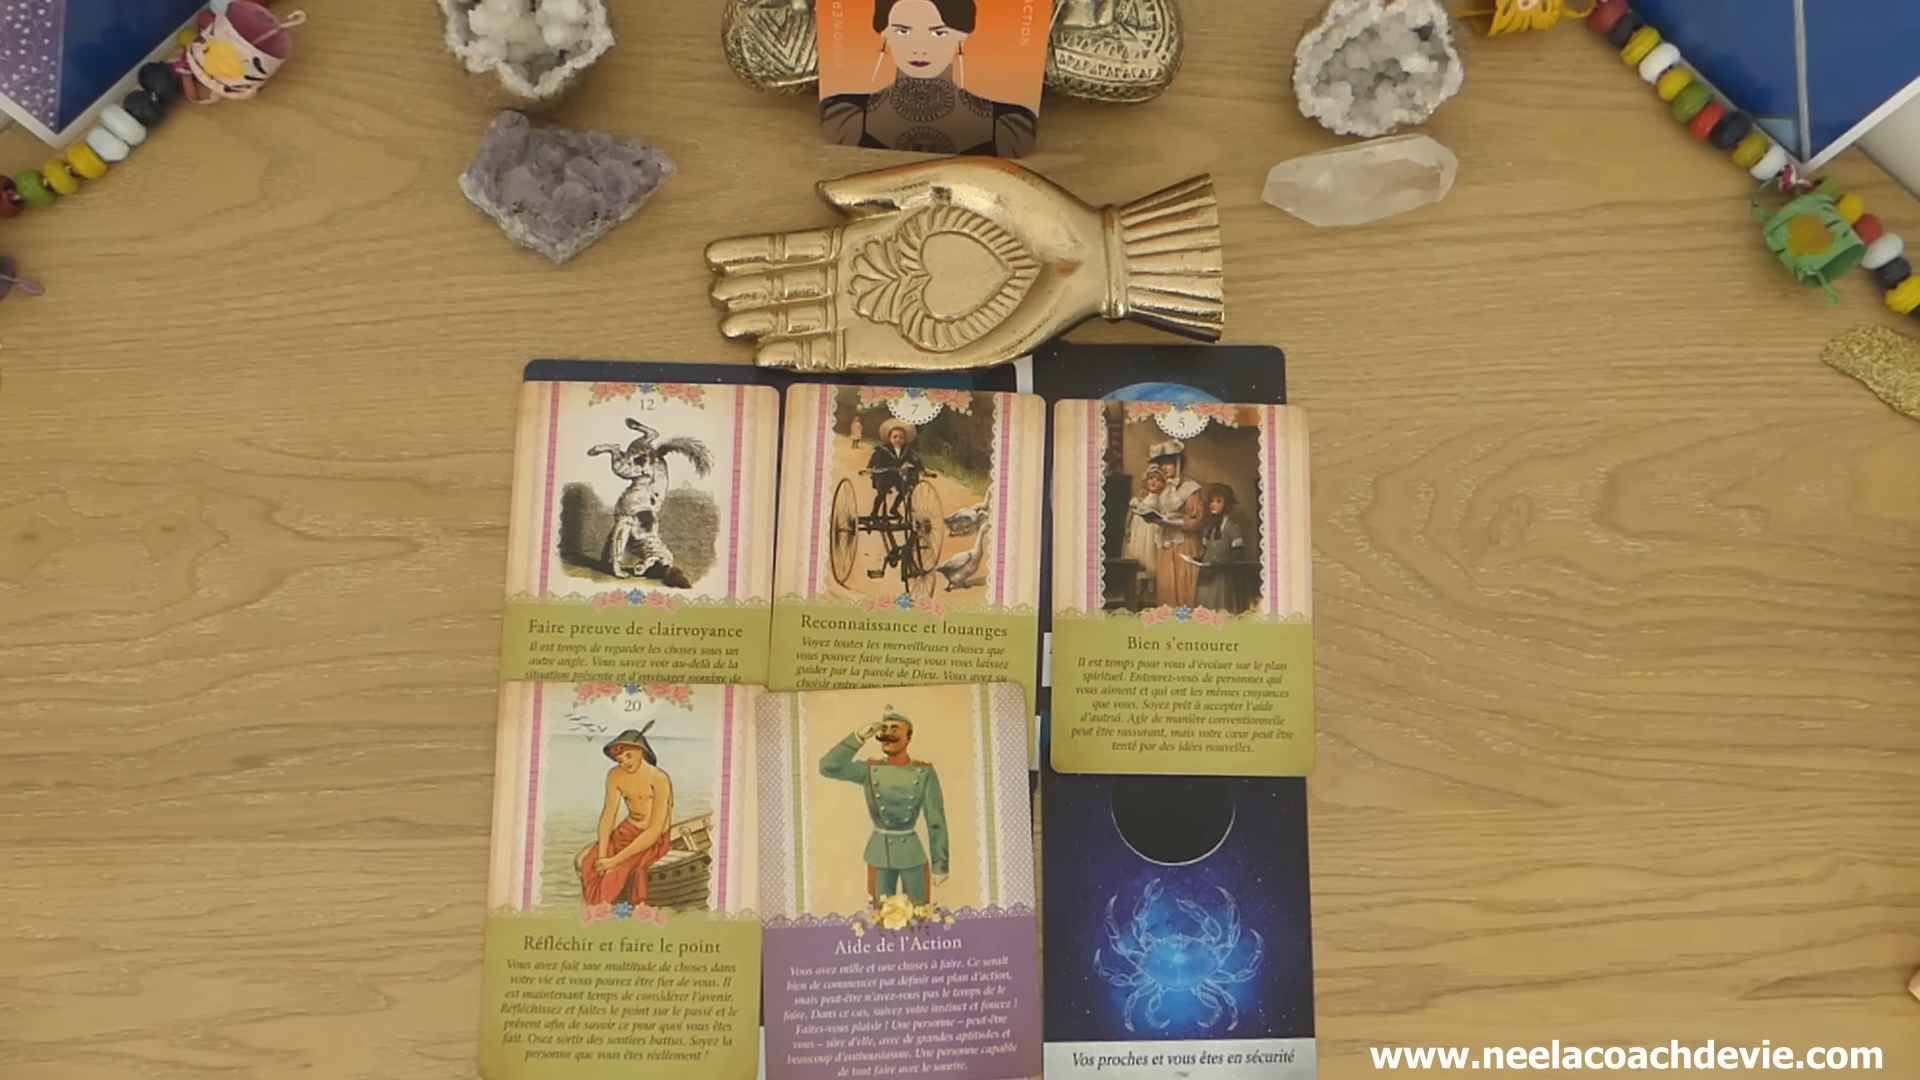 EMPOWER
ACTION
12
Faire preuve de clairvoyance
Il est temps de regarder les choses sous un
autre angle. Vous savez voir au-delà de la
situation présente et d'envisager nombre de
7
Reconnaissance et louanges
Voyez toutes les merveilleuses choses que
vous pouvez faire lorsque vous vous laissez
guider par la parole de Dieu. Vous avez su
choisir entre une
5
Bien s'entourer
Il est temps pour vous d'évoluer sur le plan
spirituel. Entourez-vous de personnes qui
vous aiment et qui ont les mêmes croyances
que vous. Soyez prêt à accepter l'aide
d'autrui. Agir de manière conventionnelle
peut être rassurant, mais votre cœur peut être
tenté par des idées nouvelles.
20
Réfléchir et faire le point
Vous avez fait une multitude de choses dans
votre vie et vous pouvez être fier de vous. Il
est maintenant temps de considérer l'avenir.
Réfléchissez et faites le point sur le passé et le
présent afin de savoir ce pour quoi vous êtes
fait. Osez sortir des sentiers battus. Soyez la
personne que vous êtes réellement !
Aide de l'Action
Vous avez mille et une choses à faire. Ce serait
bien de commencer par définir un plan d'action,
mais peut-être n'avez-vous pas le temps de le
faire. Dans ce cas, suivez votre instinct et foncez !
Faites-vous plaisir ! Une personne – peut-être
vous – sûre d'elle, avec de grandes aptitudes et
beaucoup d'enthousiasme. Une personne capable
de tout faire avec le sourire.
Vos proches et vous êtes en sécurité
www.neelacoachdevie.com